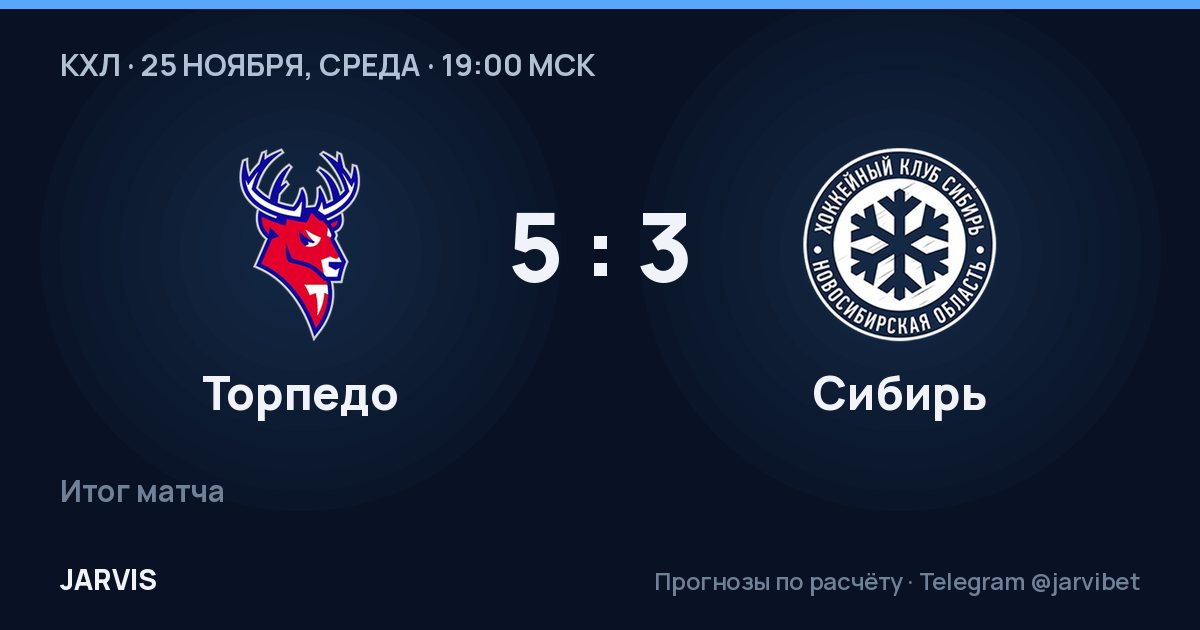 КХЛ · 25 НОЯБРЯ, СРЕДА · 19:00 МСК
ХОККЕЙНЫЙ КЛУБ СИБИРЬ
НОВОСИБИРСКАЯ ОБЛАСТЬ
5 : 3
Торпедо
Сибирь
Итог матча
JARVIS
Прогнозы по расчёту · Telegram @jarvibet